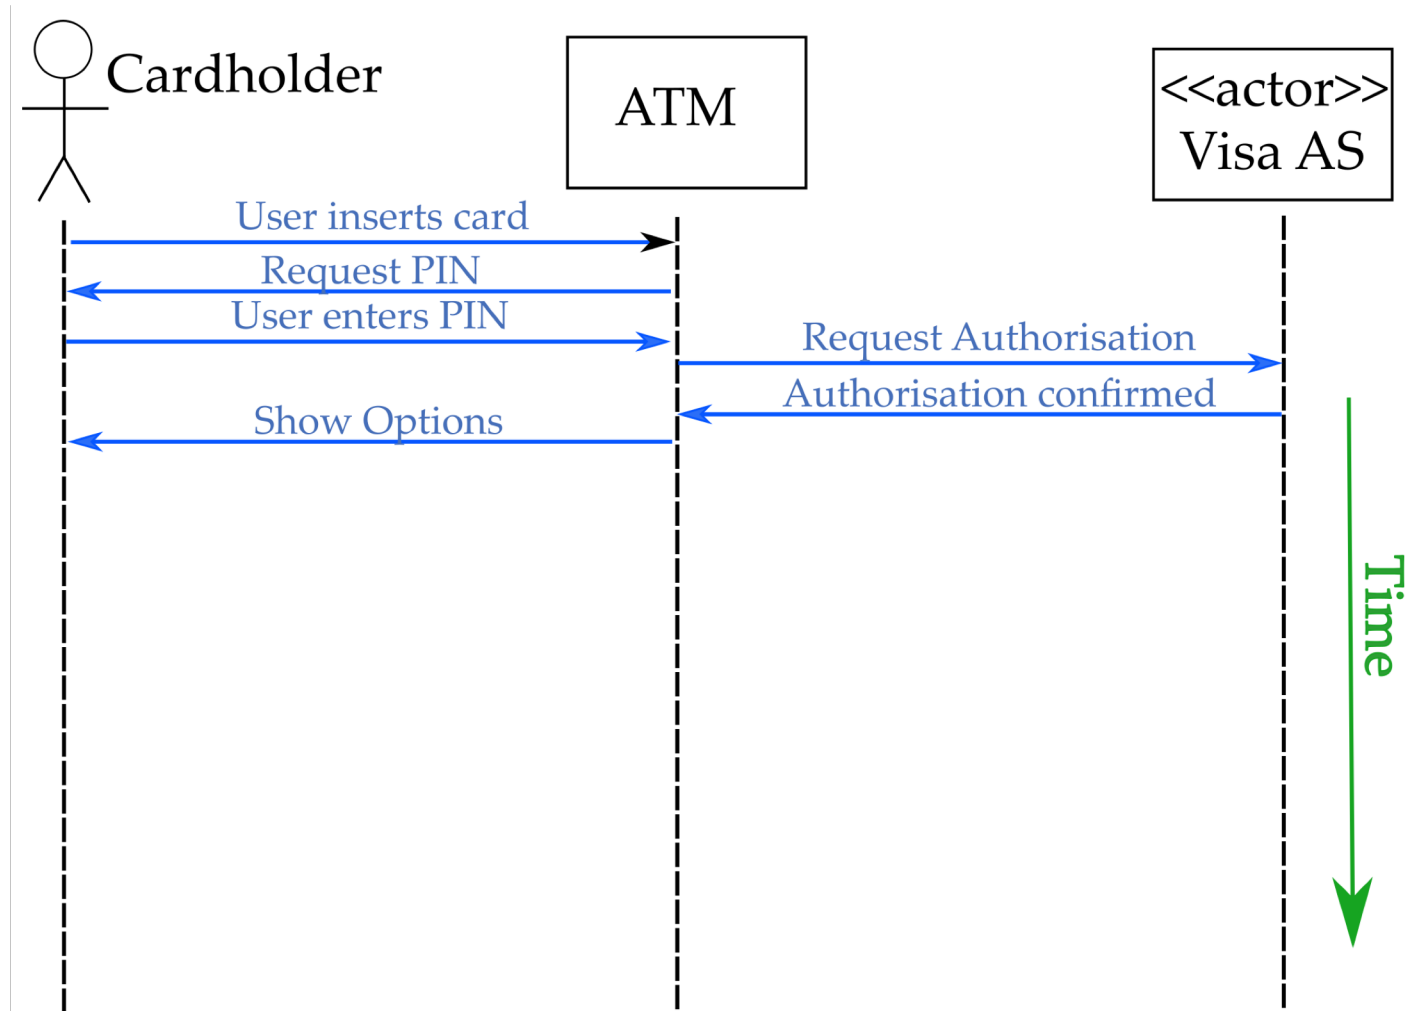 Cardholder
ATM
<<actor>>
Visa AS
User inserts card
Request PIN
User enters PIN
Request Authorisation
Authorisation confirmed
Show Options
Time